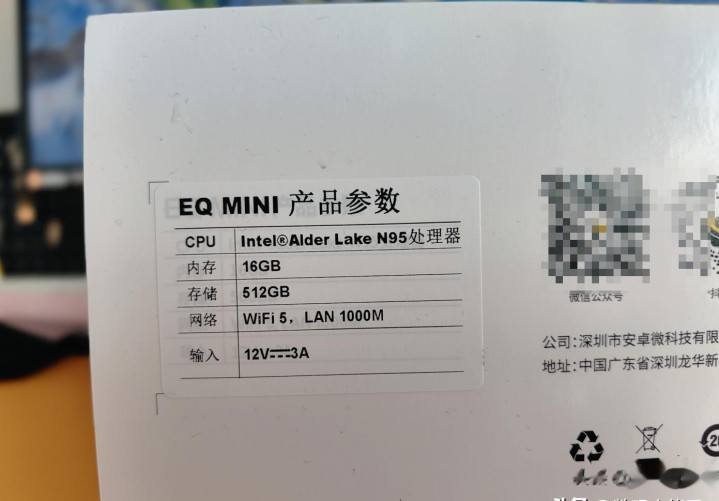 EQ MINI 产品参数
CPU Intel®Alder Lake N95处理器
内存 16GB
存储 512GB
网络 WiFi 5，LAN 1000M
输入 12V⎓3A
微信公众号
公司：深圳市安卓微科技有限
地址：中国广东省深圳龙华新